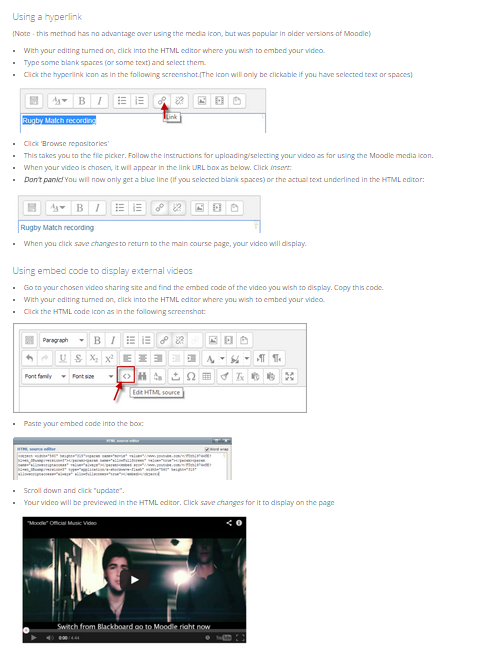 Using a hyperlink
(Note - this method has no advantage over using the media icon, but was popular in older versions of Moodle)
With your editing turned on, click into the HTML editor where you wish to embed your video.
Type some blank spaces (or some text) and select them.
Click the hyperlink icon as in the following screenshot.(The icon will only be clickable if you have selected text or spaces)
Rugby Match recording
Link
Click 'Browse repositories'
This takes you to the file picker. Follow the instructions for uploading/selecting your video as for using the Moodle media icon.
When your video is chosen, it will appear in the link URL box as below. Click insert:
Don't panic! You will now only get a blue line (if you selected blank spaces) or the actual text underlined in the HTML editor:
Rugby Match recording
When you click save changes to return to the main course page, your video will display.
Using embed code to display external videos
Go to your chosen video sharing site and find the embed code of the video you wish to display. Copy this code.
With your editing turned on, click into the HTML editor where you wish to embed your video.
Click the HTML code icon as in the following screenshot:
Paragraph
Font family Font size
Edit HTML source
Paste your embed code into the box:
HTML source editor
HTML source editor Word wrap
Scroll down and click "update".
Your video will be previewed in the HTML editor. Click save changes for it to display on the page
"Moodle" Official Music Video
Switch from Blackboard go to Moodle right now
0:00 / 4:44